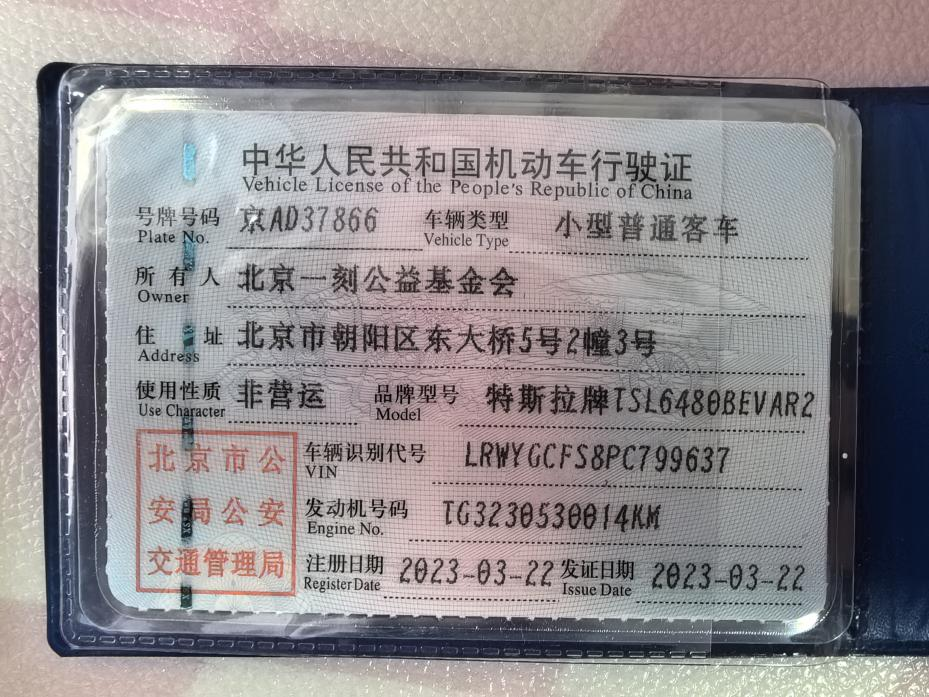 中华人民共和国机动车行驶证
Vehicle License of the People's Republic of China
号牌号码 京AD37866 车辆类型 小型普通客车
Plate No. Vehicle Type
所有人 北京一刻公益基金会
Owner
住址 北京市朝阳区东大桥5号2幢3号
Address
使用性质 非营运 品牌型号 特斯拉牌TSL6480BEVAR2
Use Character Model
北京市公
安局公安
交通管理局
车辆识别代号 LRWYGCFS8PC799637
VIN
发动机号码 TG3230530014KM
Engine No.
注册日期 2023-03-22 发证日期 2023-03-22
Register Date Issue Date